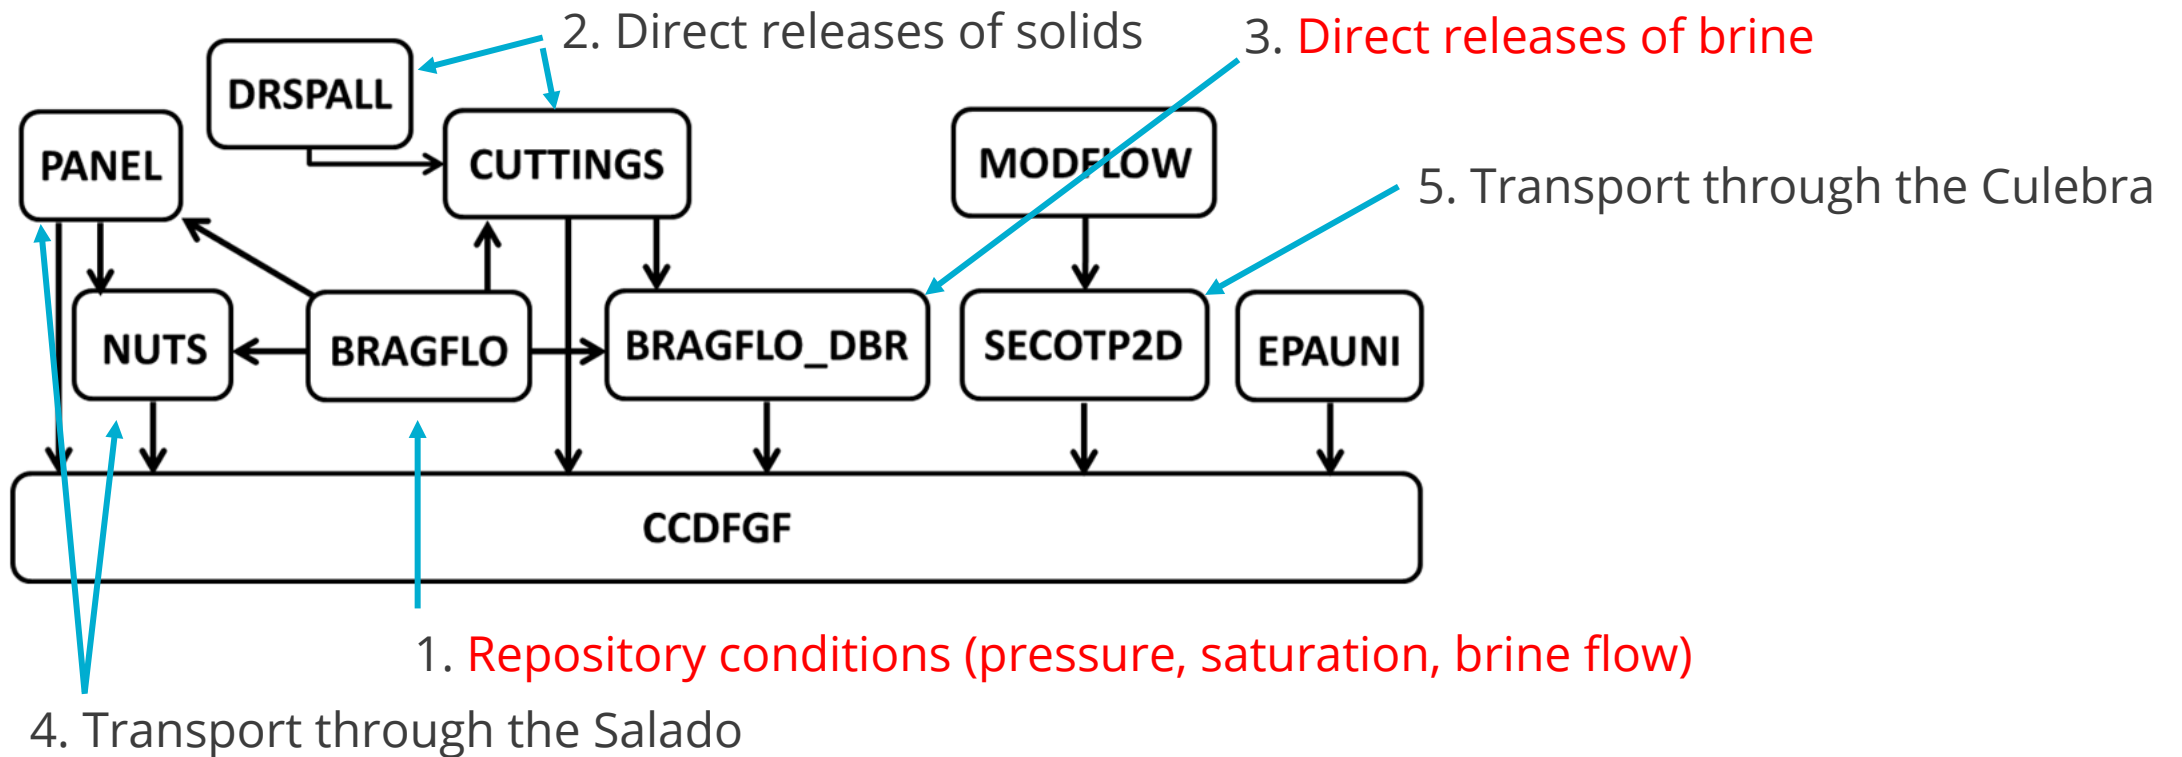 2. Direct releases of solids
3. Direct releases of brine
DRSPALL
PANEL
CUTTINGS
MODFLOW
5. Transport through the Culebra
NUTS
BRAGFLO
BRAGFLO_DBR
SECOTP2D
EPAUNI
CCDFGF
1. Repository conditions (pressure, saturation, brine flow)
4. Transport through the Salado